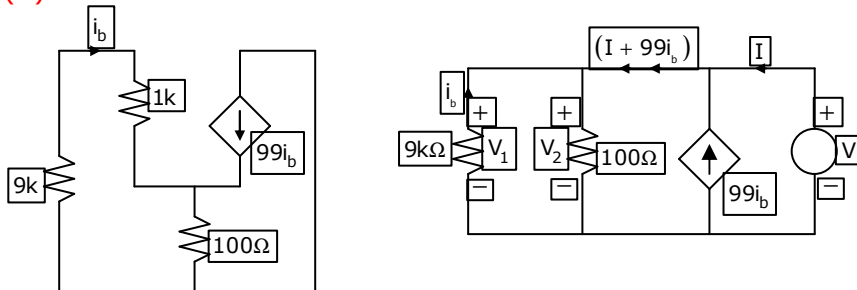 i_b
1k
9k
99i_b
100Ω
(I + 99i_b)
I
i_b
+
+
+
9kΩ
V_1
V_2
100Ω
V
−
−
−
99i_b